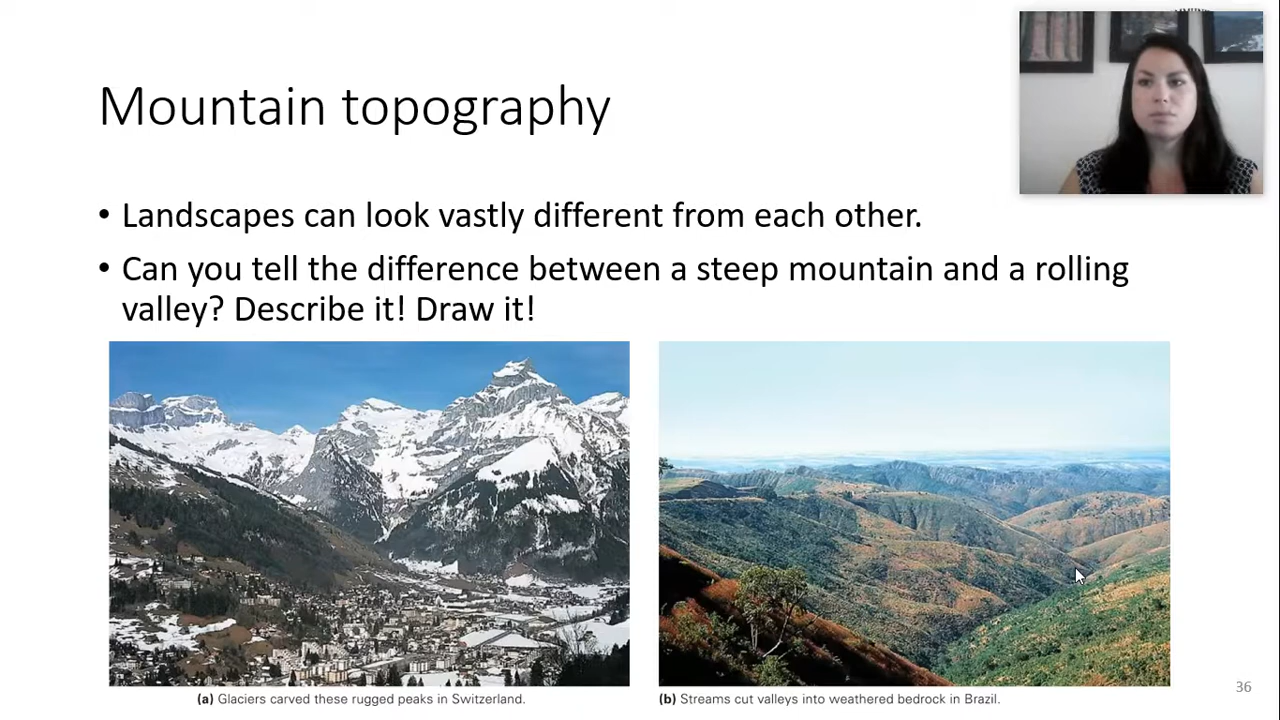 Mountain topography
• Landscapes can look vastly different from each other.
• Can you tell the difference between a steep mountain and a rolling
valley? Describe it! Draw it!
(a) Glaciers carved these rugged peaks in Switzerland.
(b) Streams cut valleys into weathered bedrock in Brazil.
36